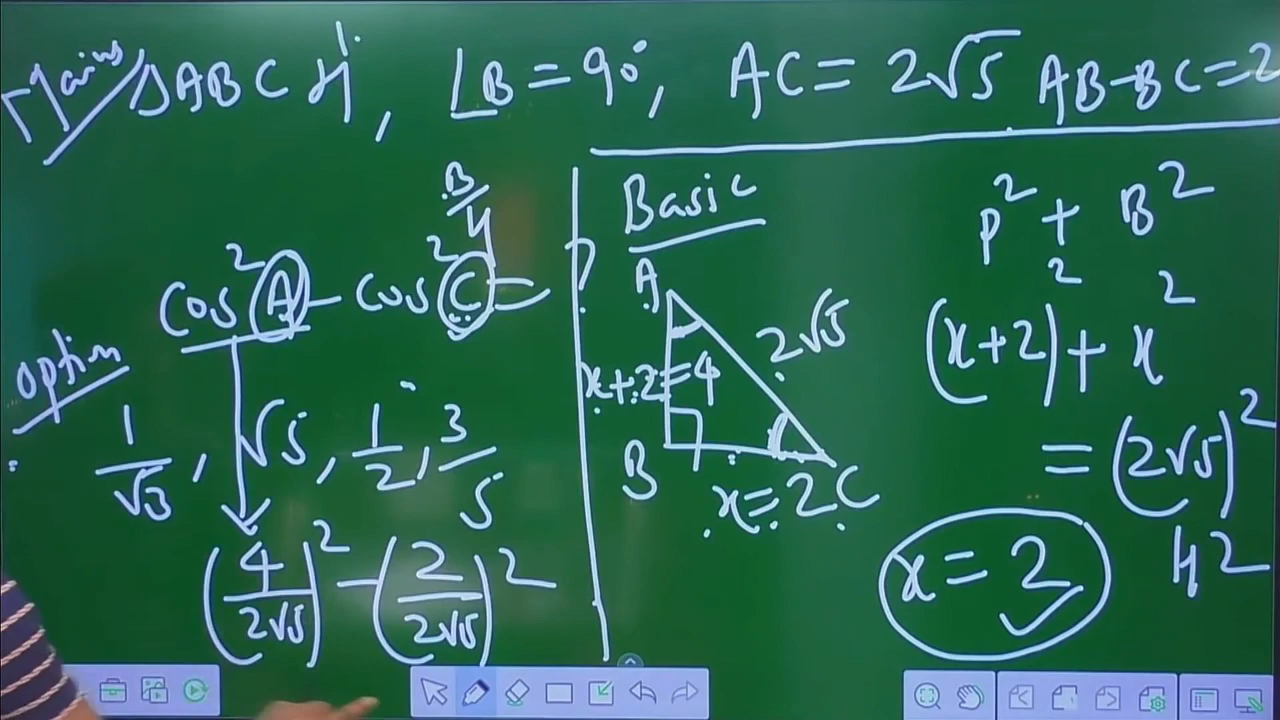 Mains/ △ABC में, ∠B = 90°, AC = 2√5 AB-BC=2
B/H
cos²A - cos²C = ?
option
1/√3, √5, 1/2, 3/5
(4/2√5)² - (2/2√5)²
Basic
A
2√5
x+2=4
B
x=2
C
P² + B²
(x+2)² + x²
= (2√5)²
H2
x = 2